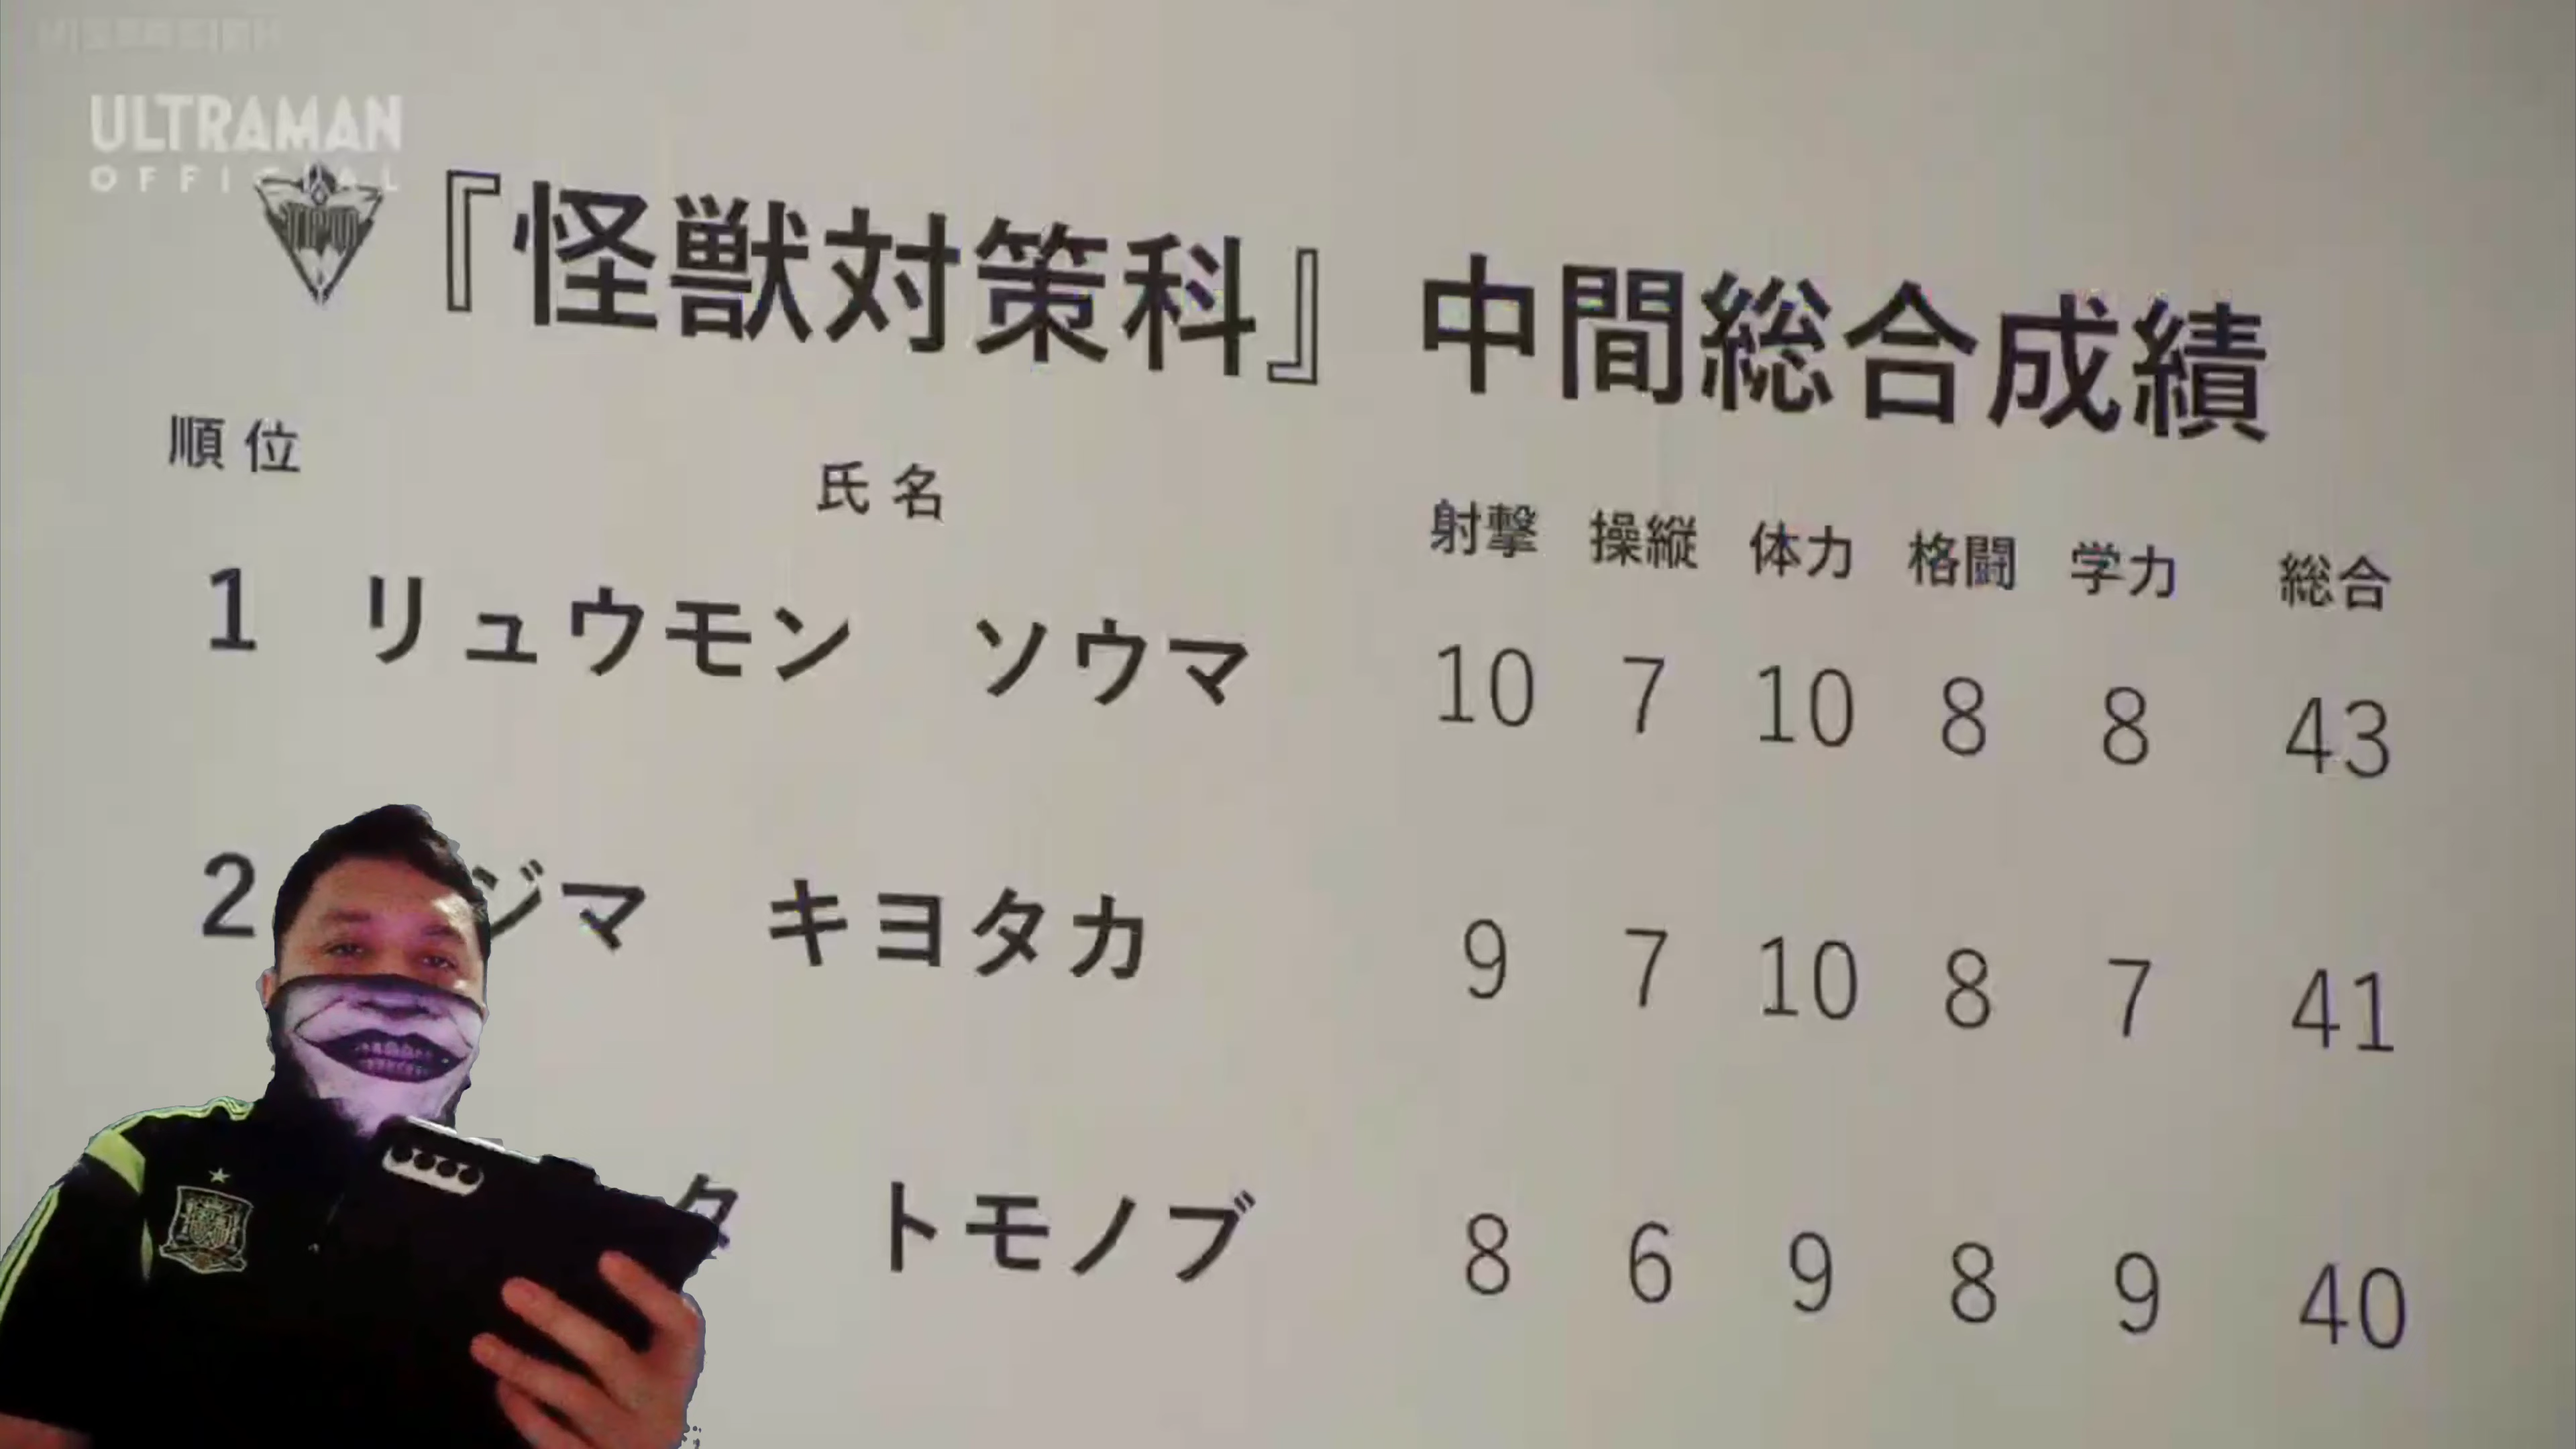 ULTRAMAN
OFFICIAL
『怪獣対策科』 中間総合成績
順位 氏名 射撃 操縦 体力 格闘 学力 総合
1 リュウモン ソウマ 10 7 10 8 8 43
2 ジマ キヨタカ 9 7 10 8 7 41
タ トモノブ 8 6 9 8 9 40